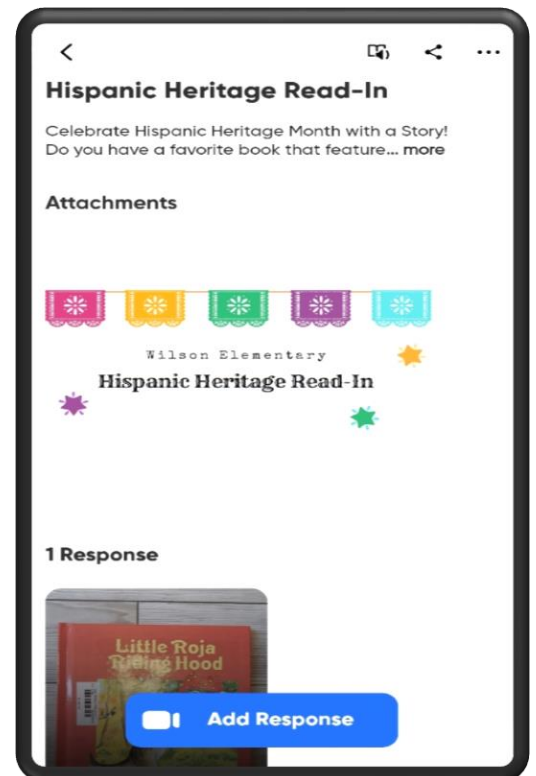 Hispanic Heritage Read-In
Celebrate Hispanic Heritage Month with a Story!
Do you have a favorite book that feature... more
Attachments
Wilson Elementary
Hispanic Heritage Read-In
1 Response
Little Roja
Riding Hood
Add Response